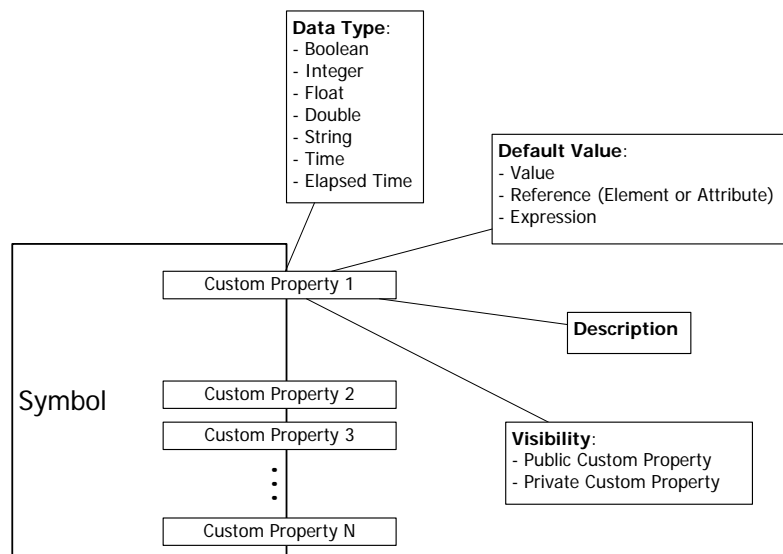 Data Type:
- Boolean
- Integer
- Float
- Double
- String
- Time
- Elapsed Time
Default Value:
- Value
- Reference (Element or Attribute)
- Expression
Custom Property 1
Description
Symbol
Custom Property 2
Custom Property 3
Visibility:
- Public Custom Property
- Private Custom Property
Custom Property N